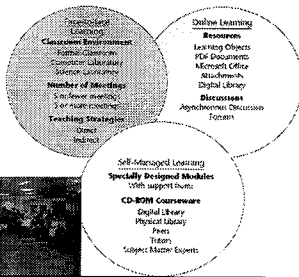 Face-to-Face
Learning
Classroom Environment
Formal Classroom
Computer Laboratory
Science Laboratory
Number of Meetings
5 or fewer meetings
5 or more meetings
Teaching Strategies
Direct
Indirect
Online Learning
Resources
Learning Objects
PDF Documents
Microsoft Office
Attachments
Digital Library
Discussions
Asynchronous Discussion
Forums
Self-Managed Learning
Specially Designed Modules
With support from:
CD-ROM Courseware
Digital Library
Physical Library
Peers
Tutors
Subject Matter Experts